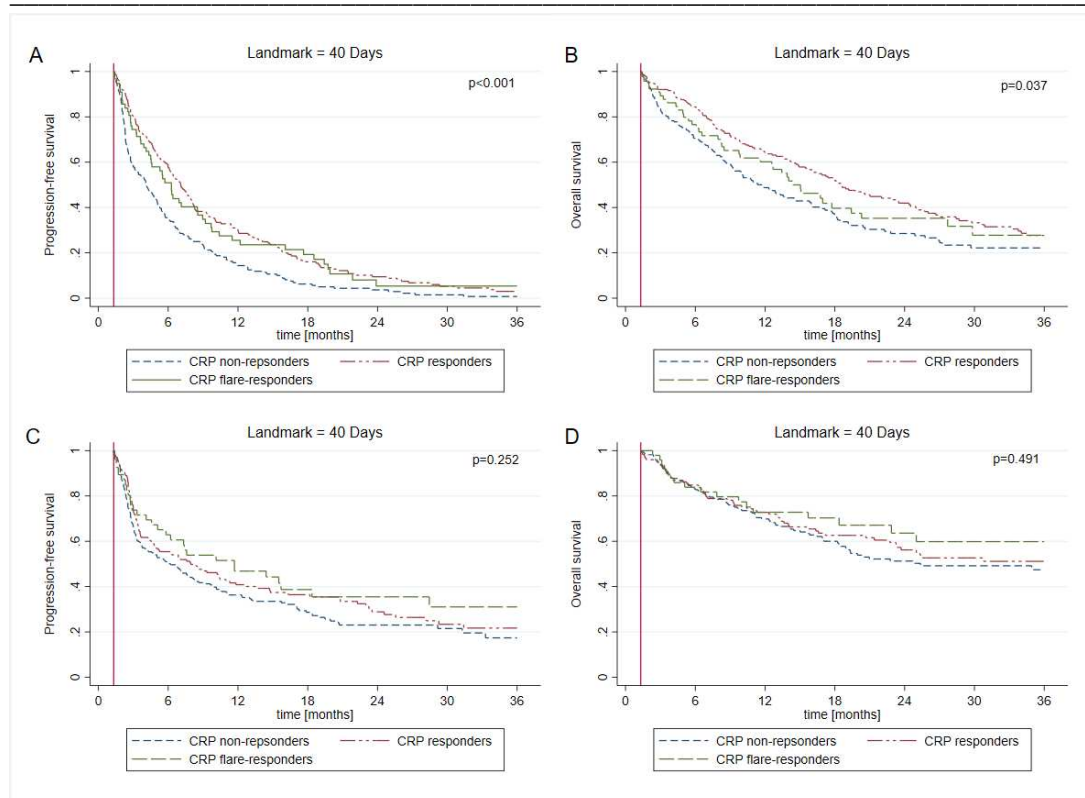 A
Landmark = 40 Days
p<0.001
Progression-free survival
1
.8
.6
.4
.2
0
0 6 12 18 24 30 36
time [months]
CRP non-repsonders CRP responders
CRP flare-responders
B
Landmark = 40 Days
p=0.037
Overall survival
1
.8
.6
.4
.2
0
0 6 12 18 24 30 36
time [months]
CRP non-repsonders CRP responders
CRP flare-responders
C
Landmark = 40 Days
p=0.252
Progression-free survival
1
.8
.6
.4
.2
0
0 6 12 18 24 30 36
time [months]
CRP non-repsonders CRP responders
CRP flare-responders
D
Landmark = 40 Days
p=0.491
Overall survival
1
.8
.6
.4
.2
0
0 6 12 18 24 30 36
time [months]
CRP non-repsonders CRP responders
CRP flare-responders